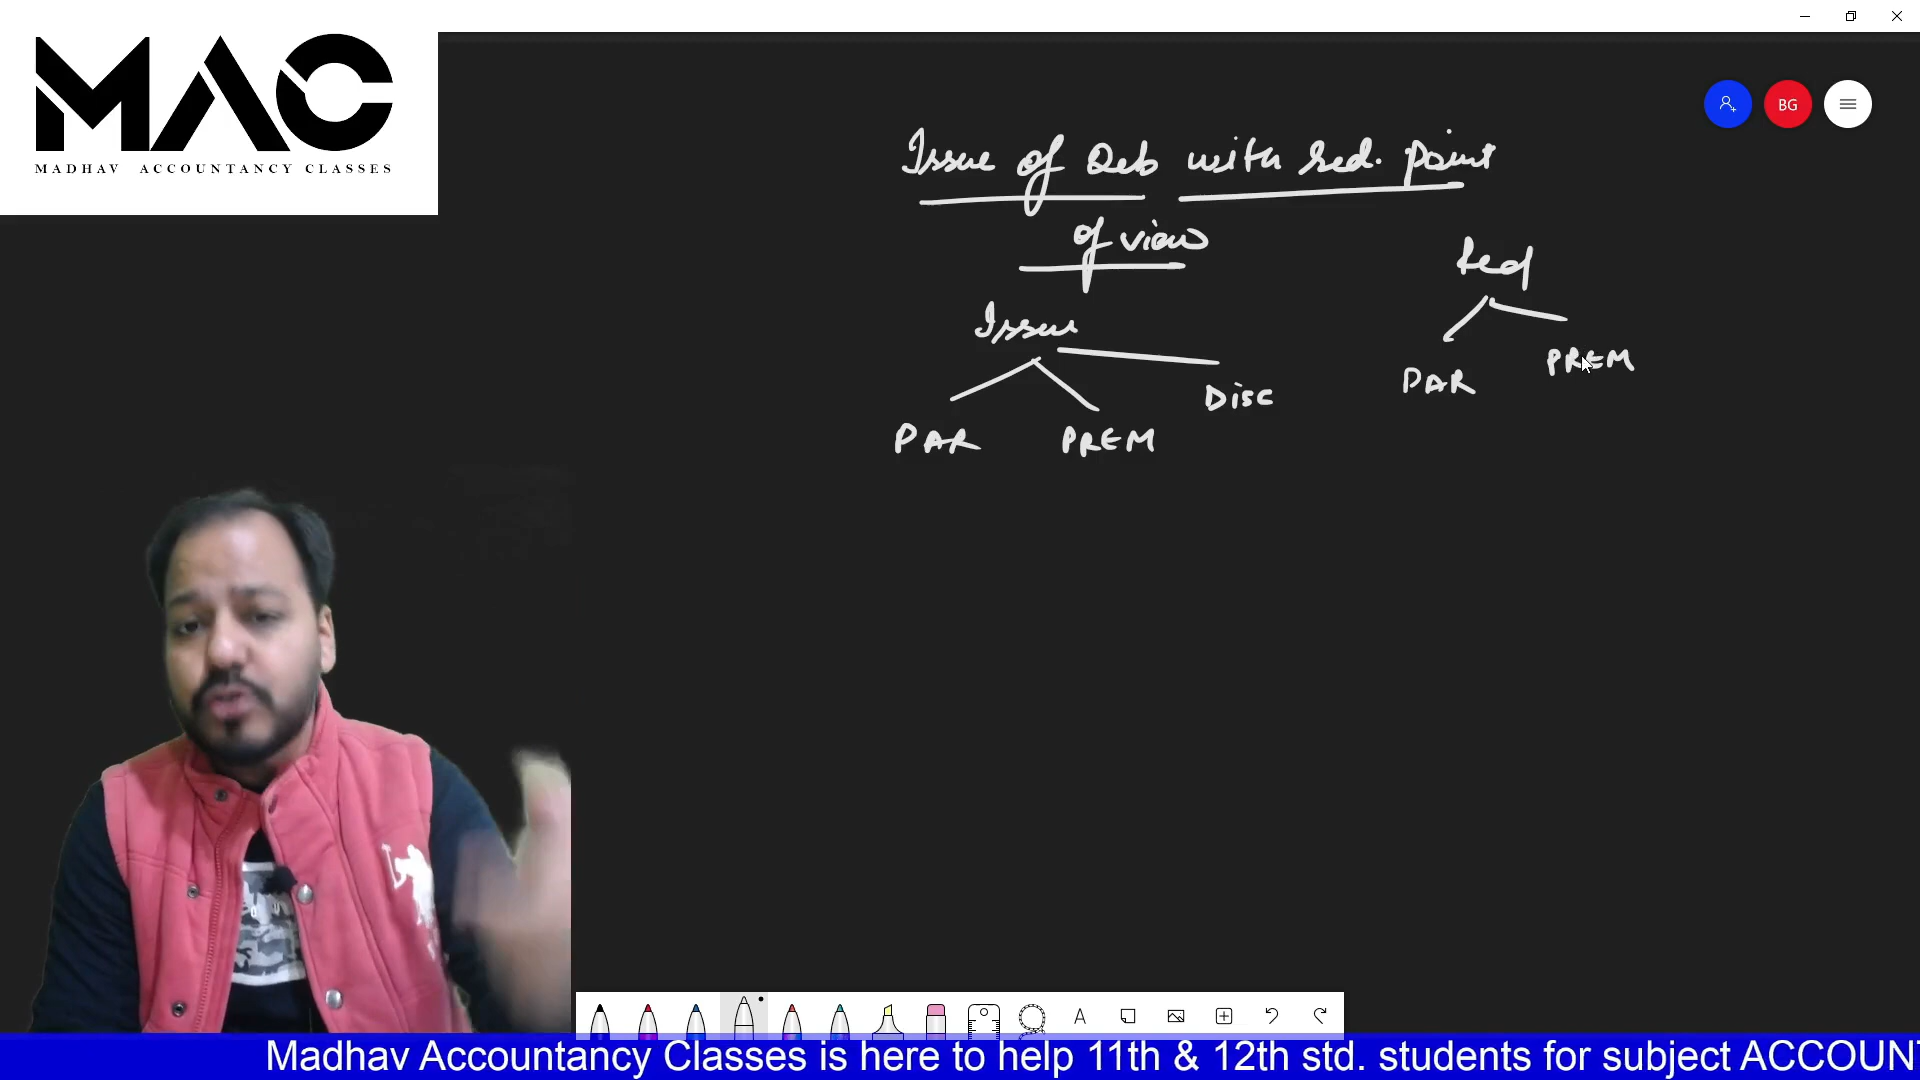 MAC
MADHAV ACCOUNTANCY CLASSES
BG
Issue of Deb with Red. point
of view
Issue
Red
PAR
PREM
Disc
PAR
PREM
A
Madhav Accountancy Classes is here to help 11th & 12th std. students for subject ACCOUN